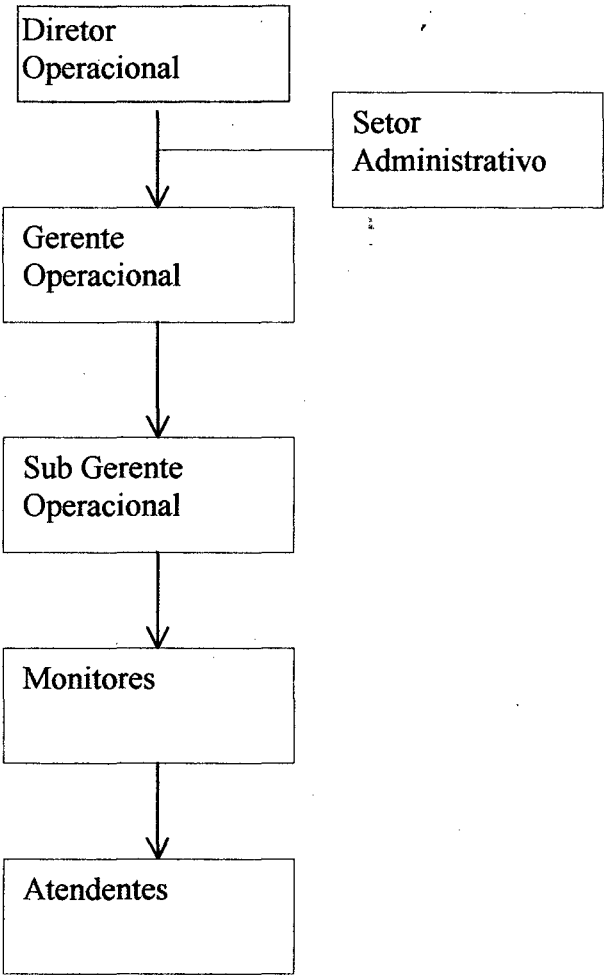 Diretor
Operacional
Setor
Administrativo
Gerente
Operacional
Sub Gerente
Operacional
Monitores
Atendentes